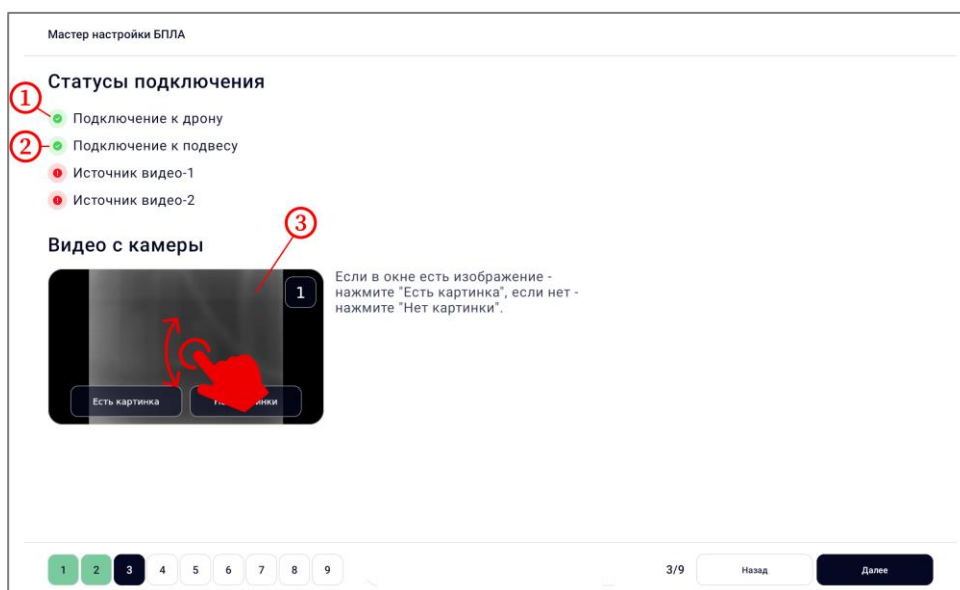 Мастер настройки БПЛА
Статусы подключения
1
Подключение к дрону
2
Подключение к подвесу
Источник видео-1
Источник видео-2
3
Видео с камеры
1
Если в окне есть изображение -
нажмите "Есть картинка", если нет -
нажмите "Нет картинки".
Есть картинка
1 2 3 4 5 6 7 8 9
3/9
Назад
Далее